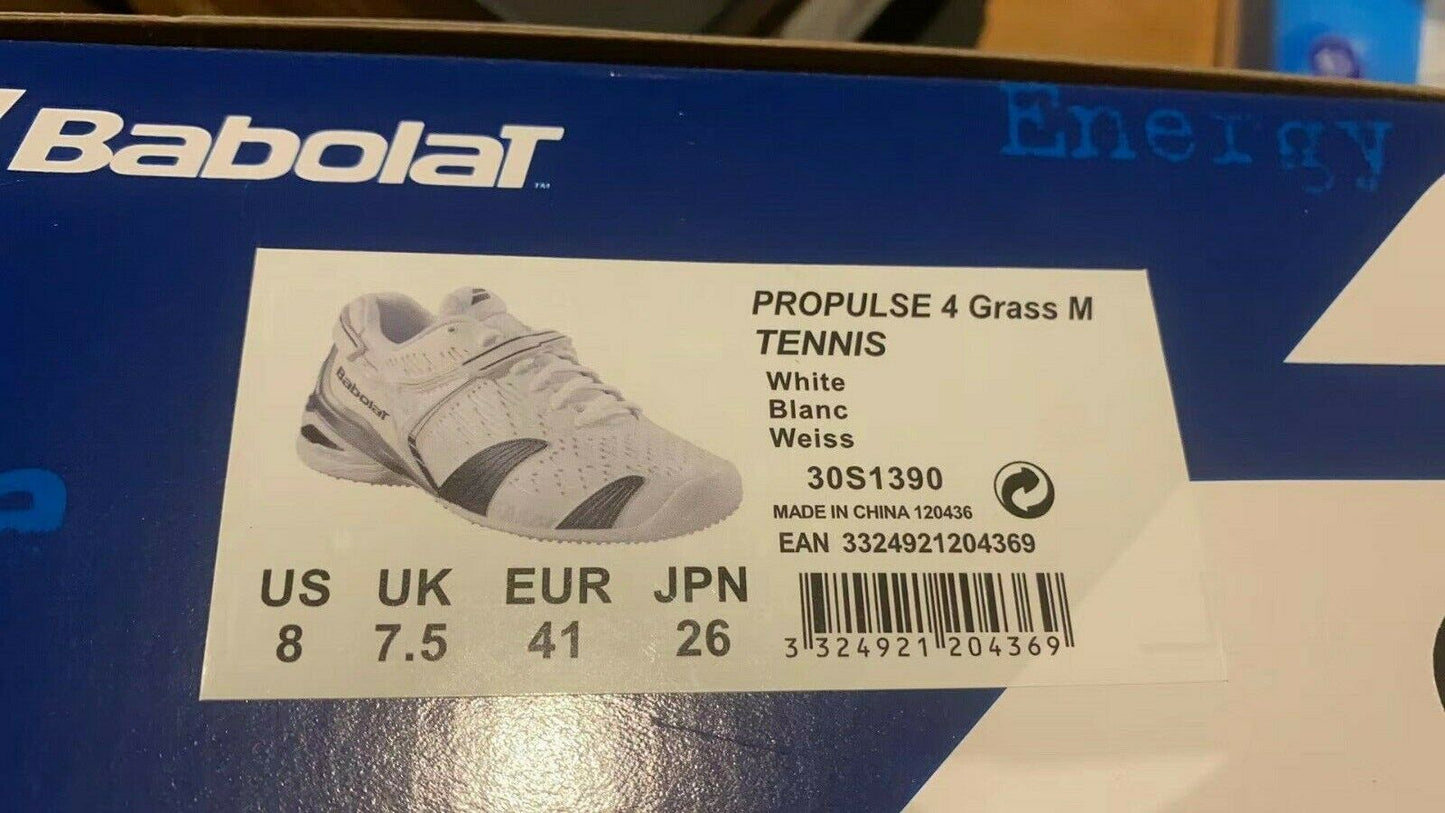 BabolaT™
Energy
BabolaT
PROPULSE 4 Grass M
TENNIS
White
Blanc
Weiss
30S1390
MADE IN CHINA 120436
EAN 3324921204369
US UK EUR JPN
8 7.5 41 26
3 324921 204369